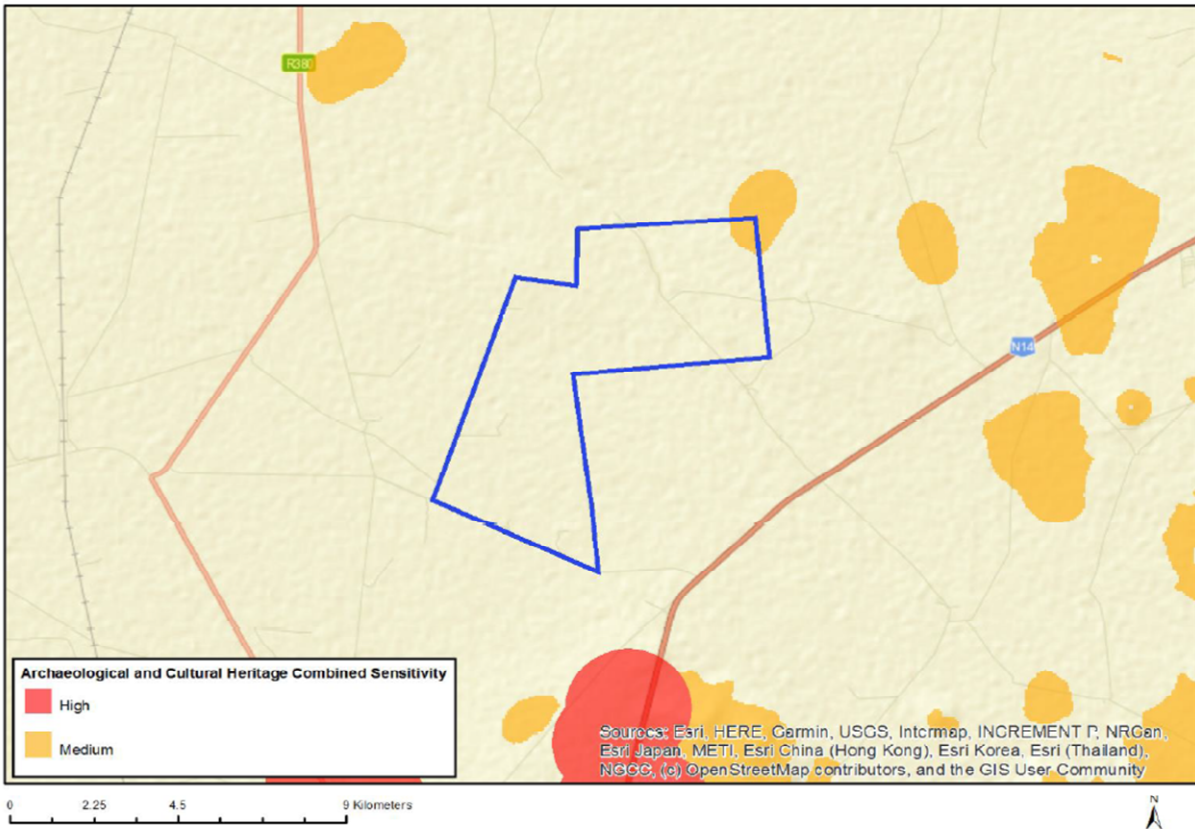 R380
N14
Archaeological and Cultural Heritage Combined Sensitivity
High
Medium
Sources: Esri, HERE, Garmin, USGS, Intermap, INCREMENT P, NRCan,
Esri Japan, METI, Esri China (Hong Kong), Esri Korea, Esri (Thailand),
NGCC, (c) OpenStreetMap contributors, and the GIS User Community
0 2.25 4.5 9 Kilometers
N